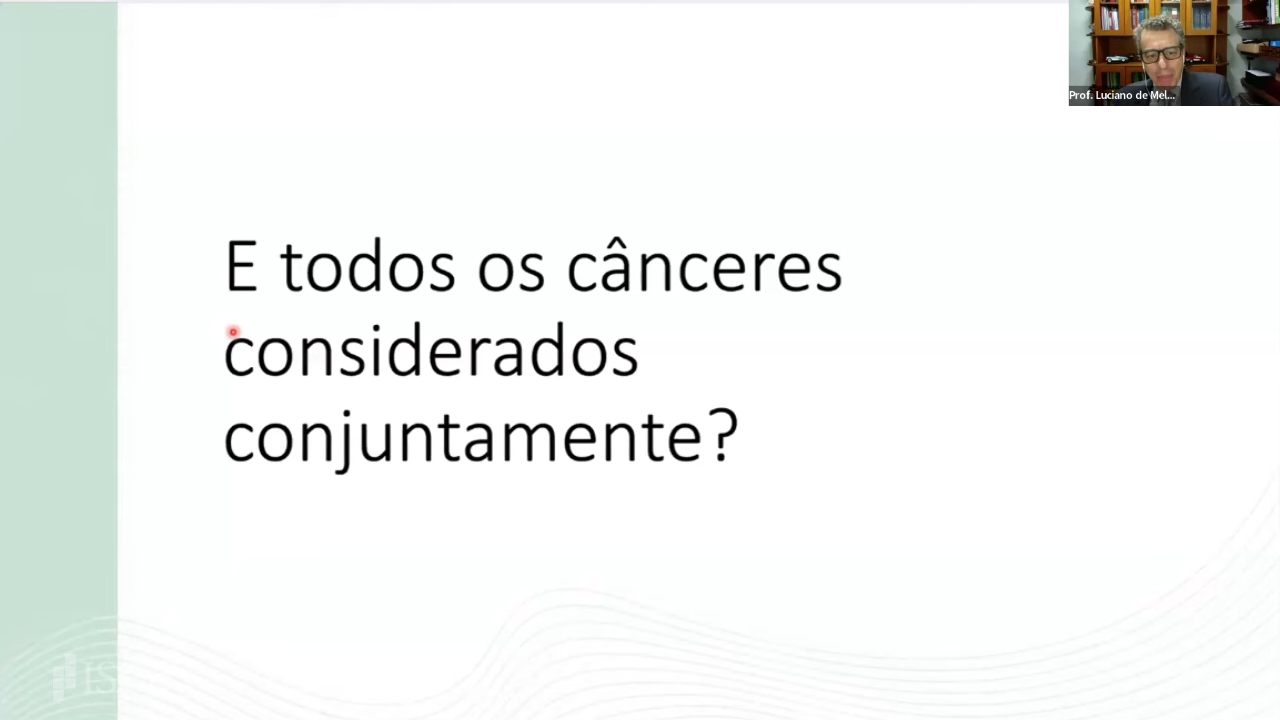 Prof. Luciano de Mel...
E todos os cânceres
considerados
conjuntamente?